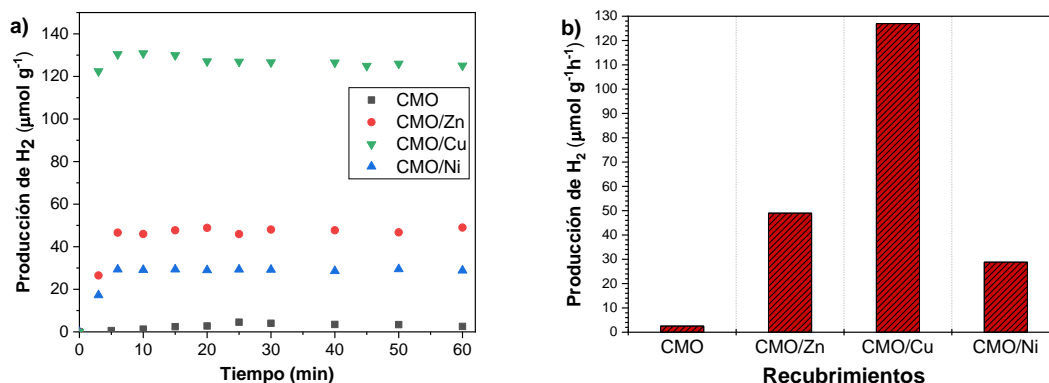 a)
Producción de H2 (μmol g-1)
140
120
100
80
60
40
20
0
CMO
CMO/Zn
CMO/Cu
CMO/Ni
0 10 20 30 40 50 60
Tiempo (min)
b)
Producción de H2 (μmol g-1h-1)
130
120
110
100
90
80
70
60
50
40
30
20
10
0
CMO CMO/Zn CMO/Cu CMO/Ni
Recubrimientos